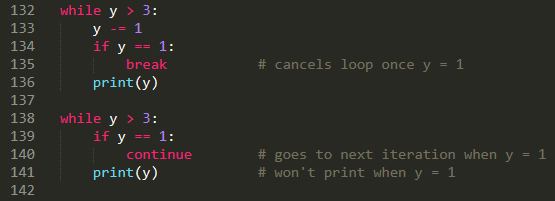 132 while y > 3:
133     y -= 1
134     if y == 1:
135         break           # cancels loop once y = 1
136     print(y)
137
138 while y > 3:
139     if y == 1:
140         continue        # goes to next iteration when y = 1
141     print(y)            # won't print when y = 1
142